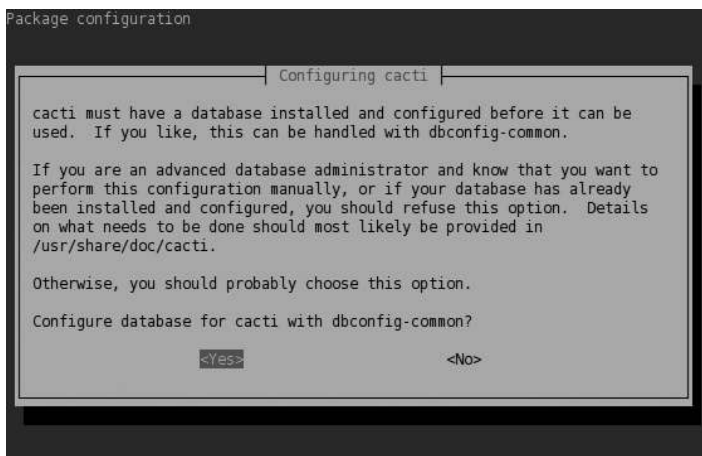 Package configuration
Configuring cacti
cacti must have a database installed and configured before it can be
used.  If you like, this can be handled with dbconfig-common.
If you are an advanced database administrator and know that you want to
perform this configuration manually, or if your database has already
been installed and configured, you should refuse this option.  Details
on what needs to be done should most likely be provided in
/usr/share/doc/cacti.
Otherwise, you should probably choose this option.
Configure database for cacti with dbconfig-common?
<Yes> <No>